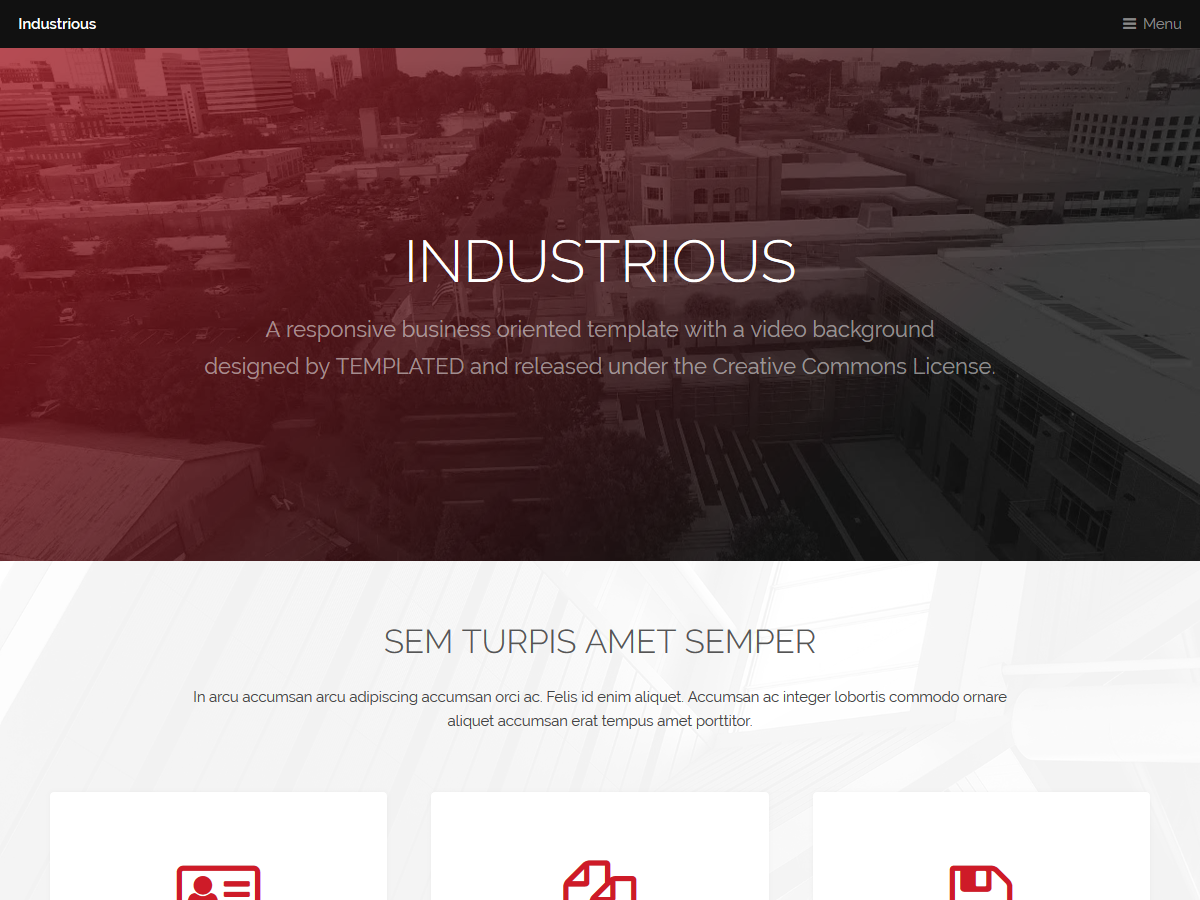 Industrious
Menu
INDUSTRIOUS
A responsive business oriented template with a video background
designed by TEMPLATED and released under the Creative Commons License.
SEM TURPIS AMET SEMPER
In arcu accumsan arcu adipiscing accumsan orci ac. Felis id enim aliquet. Accumsan ac integer lobortis commodo ornare
aliquet accumsan erat tempus amet porttitor.